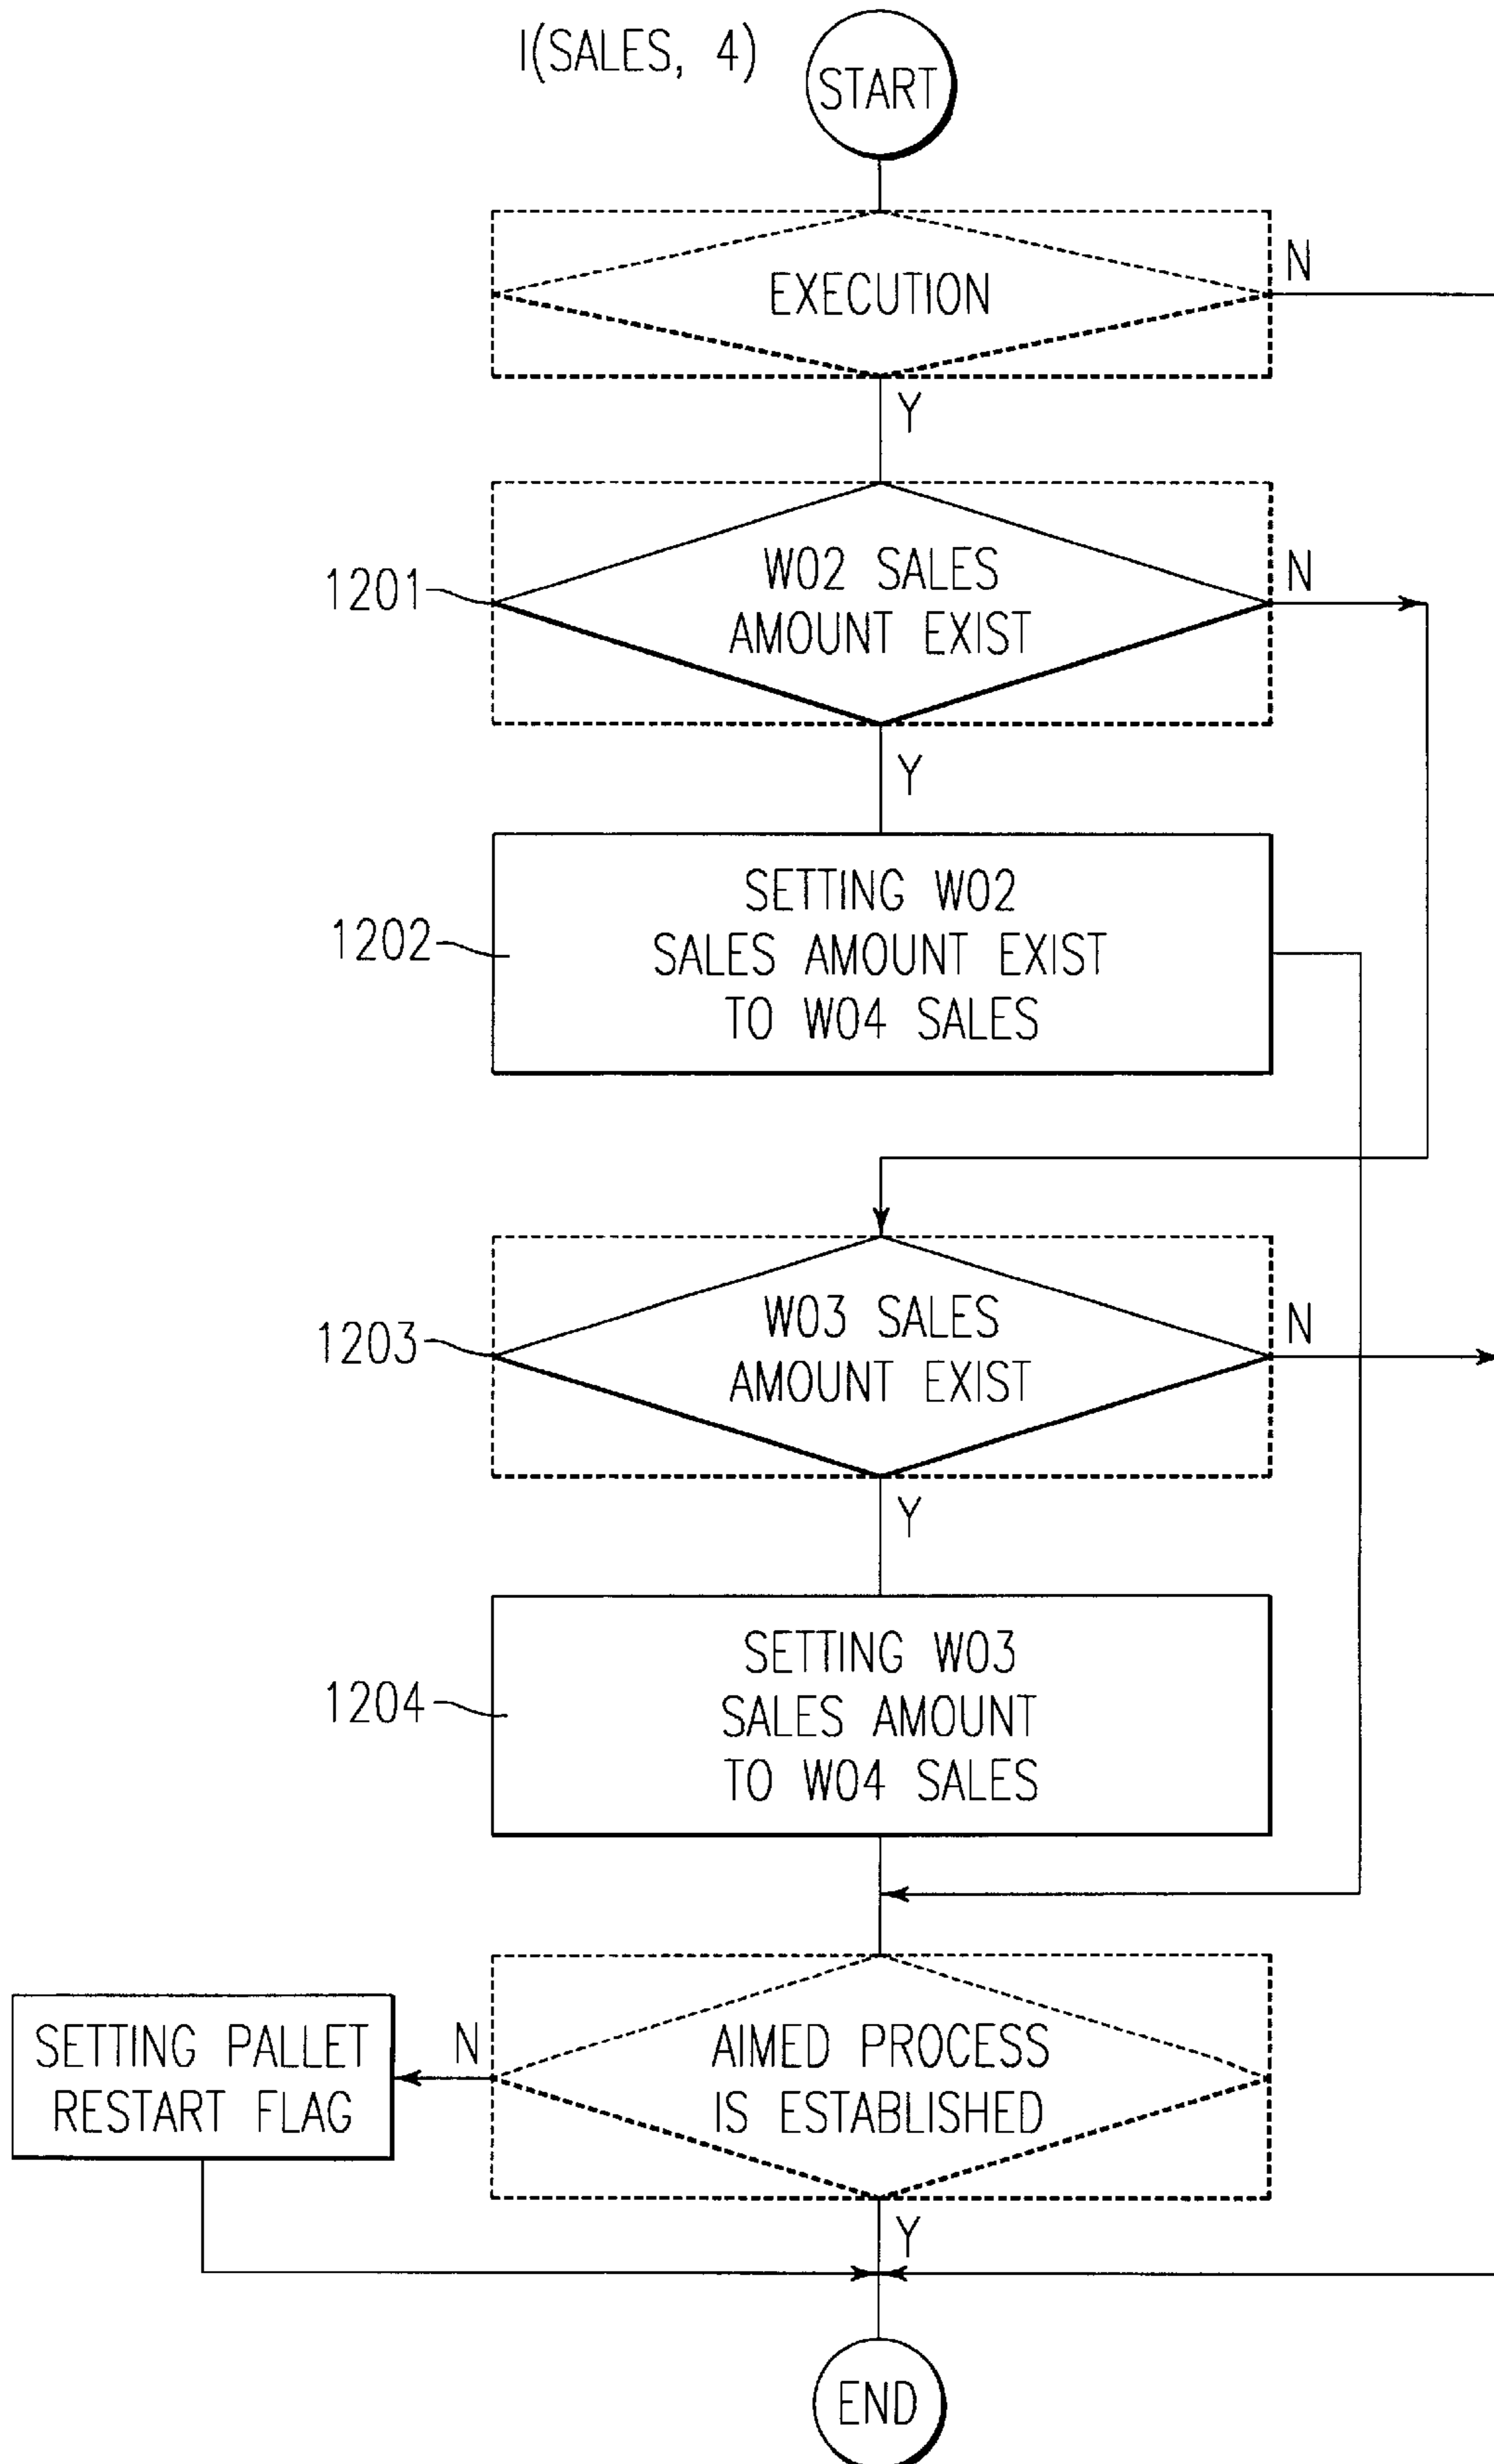 I(SALES, 4)
START
EXECUTION
N
Y
1201
W02 SALES
AMOUNT EXIST
N
Y
1202
SETTING W02
SALES AMOUNT EXIST
TO W04 SALES
1203
W03 SALES
AMOUNT EXIST
N
Y
1204
SETTING W03
SALES AMOUNT
TO W04 SALES
SETTING PALLET
RESTART FLAG
N
AIMED PROCESS
IS ESTABLISHED
Y
END